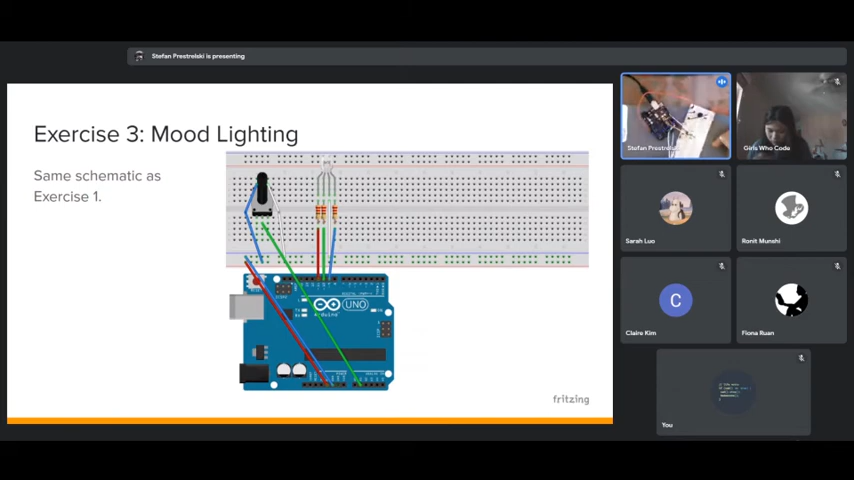 Stefan Prestrelski is presenting
Exercise 3: Mood Lighting
Same schematic as
Exercise 1.
ARDUINO
UNO
fritzing
Stefan Prestrelski
Girls Who Code
Sarah Luo
Ronit Munshi
C
Claire Kim
Fiona Ruan
You